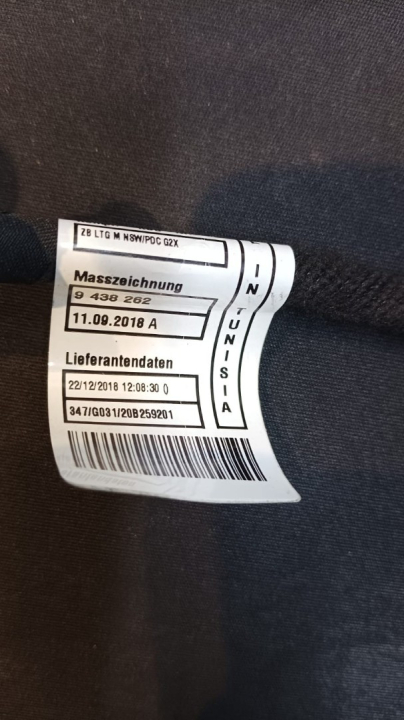 ZB LTG M NSW/PDC G2X
Masszeichnung
9 438 262
11.09.2018 A
Lieferantendaten
22/12/2018 12:08:30 ()
347/G031/20B259201
IN TUNISIA